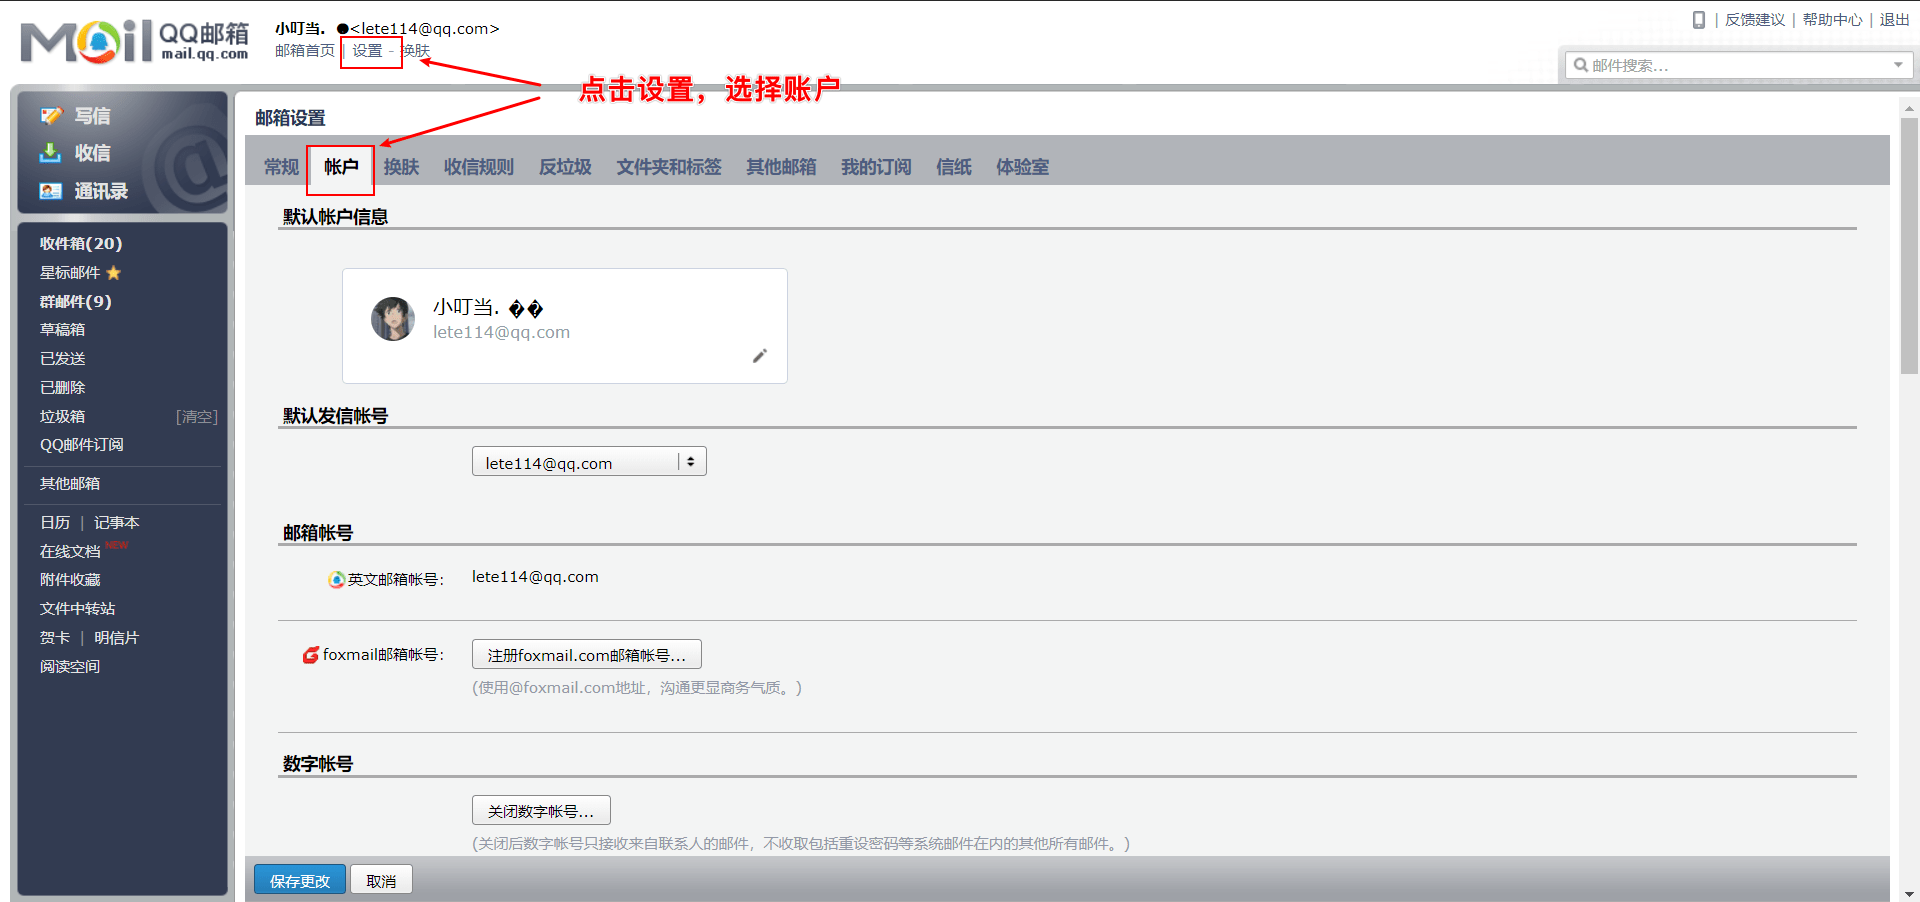 Mail QQ邮箱
mail.qq.com
小叮当. ●<lete114@qq.com>
邮箱首页 | 设置 - 换肤
| 反馈建议 | 帮助中心 | 退出
邮件搜索...
点击设置，选择账户
写信
收信
通讯录
收件箱(20)
星标邮件
群邮件(9)
草稿箱
已发送
已删除
垃圾箱 [清空]
QQ邮件订阅
其他邮箱
日历 | 记事本
在线文档 NEW
附件收藏
文件中转站
贺卡 | 明信片
阅读空间
邮箱设置
常规 帐户 换肤 收信规则 反垃圾 文件夹和标签 其他邮箱 我的订阅 信纸 体验室
默认帐户信息
小叮当. ��
lete114@qq.com
默认发信帐号
lete114@qq.com
邮箱帐号
英文邮箱帐号： lete114@qq.com
foxmail邮箱帐号： 注册foxmail.com邮箱帐号...
(使用@foxmail.com地址，沟通更显商务气质。)
数字帐号
关闭数字帐号...
(关闭后数字帐号只接收来自联系人的邮件，不收取包括重设密码等系统邮件在内的其他所有邮件。)
保存更改 取消